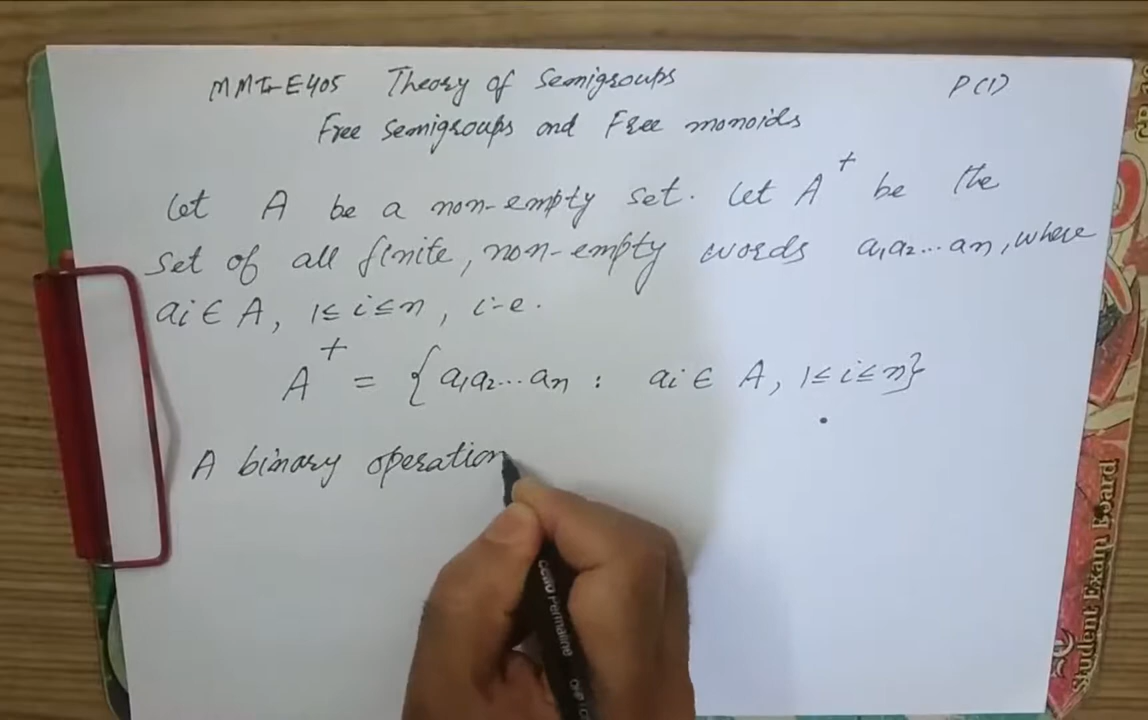 MMT-E405 Theory of Semigroups P(1)
Free Semigroups and Free monoids
Let A be a non-empty set. Let A⁺ be the
set of all finite, non-empty words a₁a₂...aₙ, where
aᵢ ∈ A, 1 ≤ i ≤ n, i.e.
A⁺ = {a₁a₂...aₙ : aᵢ ∈ A, 1 ≤ i ≤ n}
A binary operation
Student Exam Board